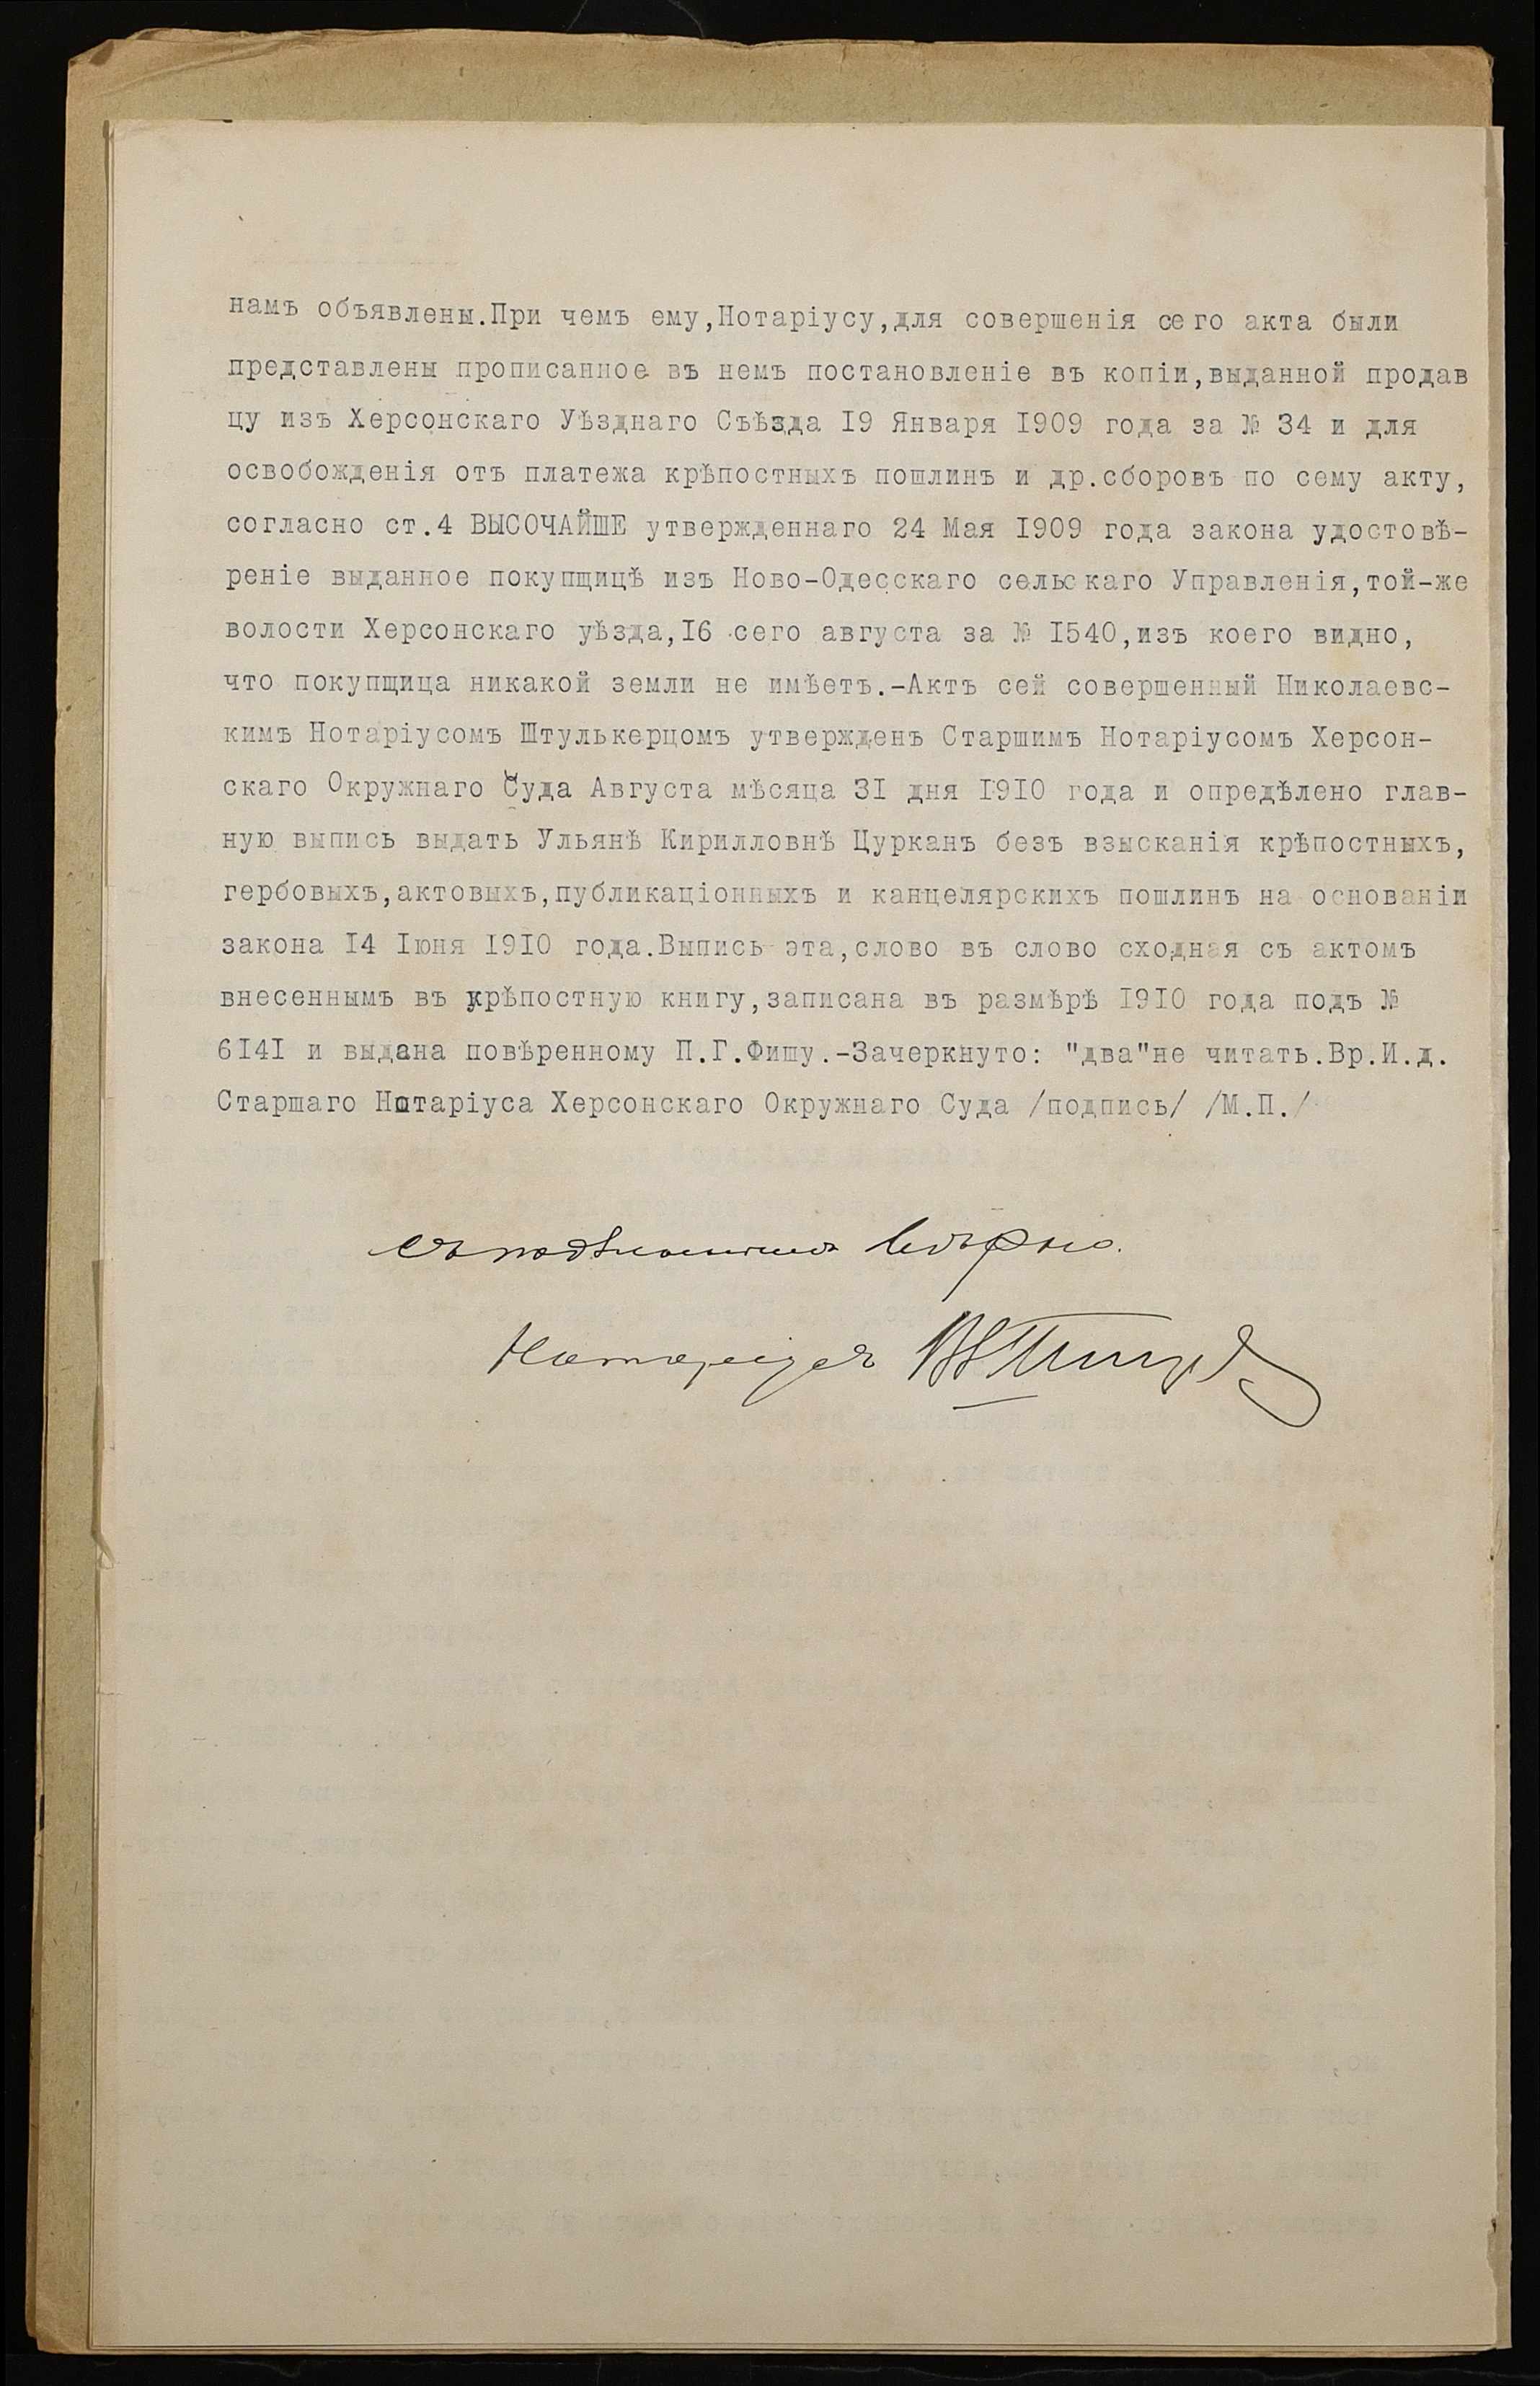 намъ объявлены.При чемъ ему,Нотаріусу,для совершенія сего акта были
представлены прописанное въ немъ постановленіе въ копіи,выданной продав
цу изъ Херсонскаго Уѣзднаго Съѣзда 19 Января 1909 года за № 34 и для
освобожденія отъ платежа крѣпостныхъ пошлинъ и др.сборовъ по сему акту,
согласно ст.4 ВЫСОЧАЙШЕ утвержденнаго 24 Мая 1909 года закона удостовѣ-
реніе выданное покупщицѣ изъ Ново-Одесскаго сельскаго Управленія,той-же
волости Херсонскаго уѣзда,16 сего августа за № 1540,изъ коего видно,
что покупщица никакой земли не имѣетъ.-Актъ сей совершенный Николаевс-
кимъ Нотаріусомъ Штулькерцомъ утвержденъ Старшимъ Нотаріусомъ Херсон-
скаго Окружнаго Суда Августа мѣсяца 31 дня 1910 года и опредѣлено глав-
ную выпись выдать Ульянѣ Кирилловнѣ Цурканъ безъ взысканія крѣпостныхъ,
гербовыхъ,актовыхъ,публикаціонныхъ и канцелярскихъ пошлинъ на основаніи
закона 14 Іюня 1910 года.Выпись эта,слово въ слово сходная съ актомъ
внесеннымъ въ крѣпостную книгу,записана въ размѣрѣ 1910 года подъ №
6141 и выдана повѣренному П.Г.Фишу.-Зачеркнуто: "два"не читать.Вр.И.д.
Старшаго Нотаріуса Херсонскаго Окружнаго Суда /подпись/ /М.П./
Съ подлиннымъ вѣрно.
Нотаріусъ